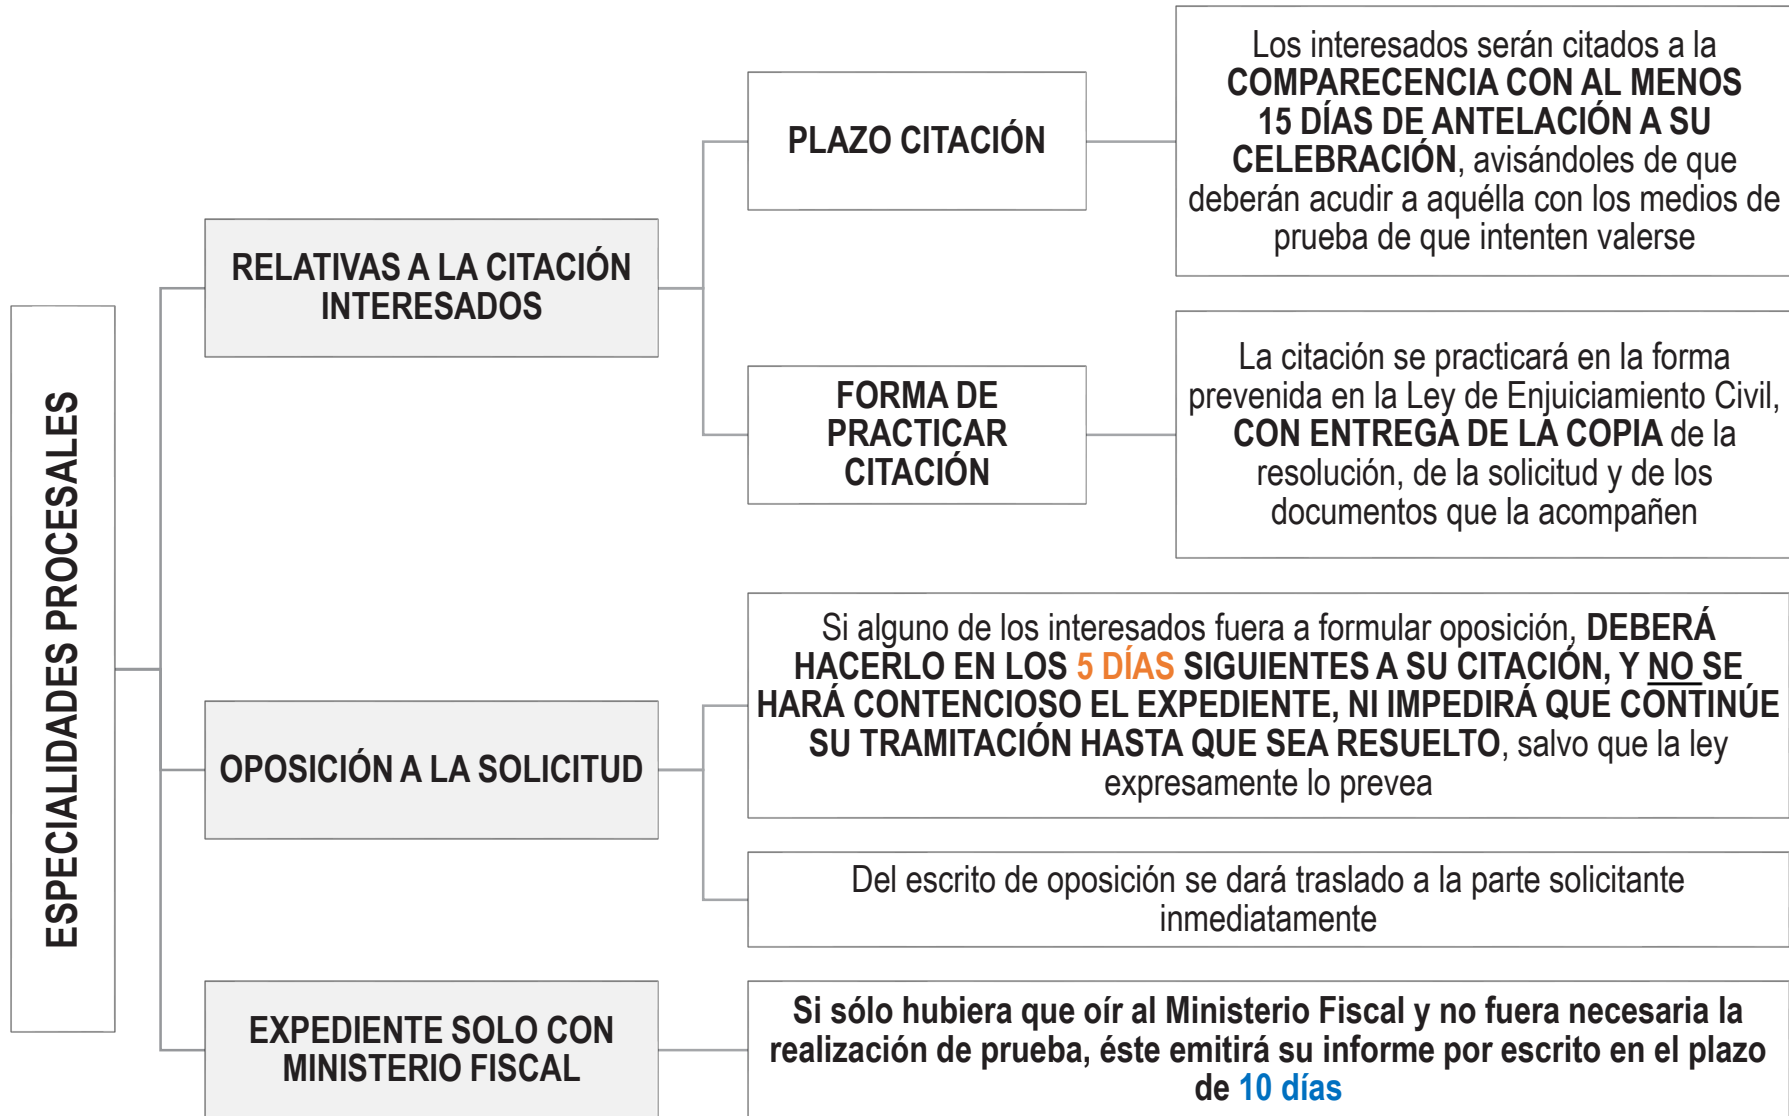 ESPECIALIDADES PROCESALES
RELATIVAS A LA CITACIÓN
INTERESADOS
PLAZO CITACIÓN
Los interesados serán citados a la
COMPARECENCIA CON AL MENOS
15 DÍAS DE ANTELACIÓN A SU
CELEBRACIÓN, avisándoles de que
deberán acudir a aquélla con los medios de
prueba de que intenten valerse
FORMA DE
PRACTICAR
CITACIÓN
La citación se practicará en la forma
prevenida en la Ley de Enjuiciamiento Civil,
CON ENTREGA DE LA COPIA de la
resolución, de la solicitud y de los
documentos que la acompañen
OPOSICIÓN A LA SOLICITUD
Si alguno de los interesados fuera a formular oposición, DEBERÁ
HACERLO EN LOS 5 DÍAS SIGUIENTES A SU CITACIÓN, Y NO SE
HARÁ CONTENCIOSO EL EXPEDIENTE, NI IMPEDIRÁ QUE CONTINÚE
SU TRAMITACIÓN HASTA QUE SEA RESUELTO, salvo que la ley
expresamente lo prevea
Del escrito de oposición se dará traslado a la parte solicitante
inmediatamente
EXPEDIENTE SOLO CON
MINISTERIO FISCAL
Si sólo hubiera que oír al Ministerio Fiscal y no fuera necesaria la
realización de prueba, éste emitirá su informe por escrito en el plazo
de 10 días